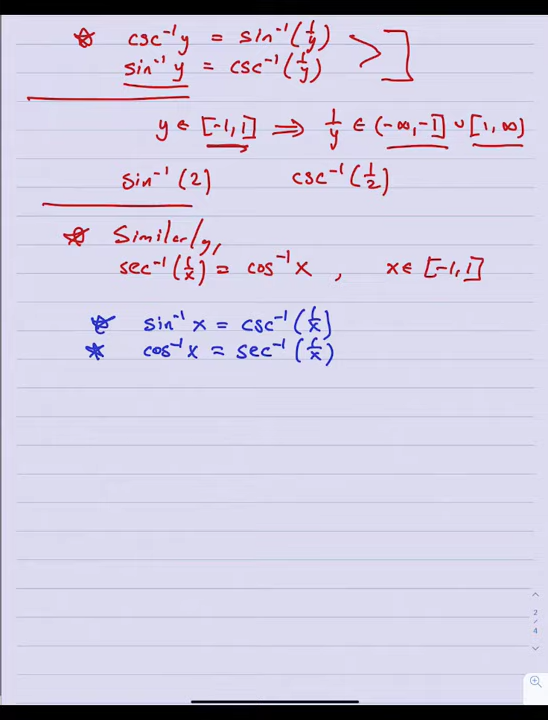 ☆ csc⁻¹y = sin⁻¹(1/y)
sin⁻¹y = csc⁻¹(1/y) > ]
y ∈ [-1,1] ⟹ 1/y ∈ (-∞,-1] ∪ [1,∞)
sin⁻¹(2) csc⁻¹(1/2)
☆ Similarly,
sec⁻¹(1/x) = cos⁻¹x , x ∈ [-1,1]
☆ sin⁻¹x = csc⁻¹(1/x)
★ cos⁻¹x = sec⁻¹(1/x)
2
/
4